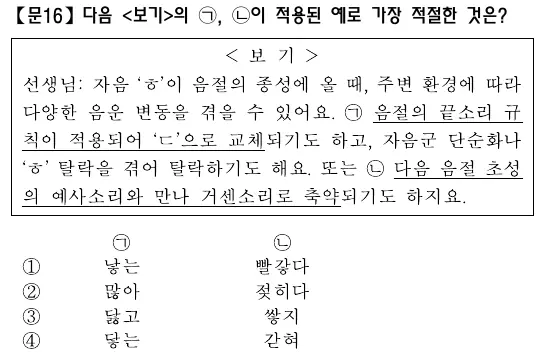 【문16】 다음 <보기>의 ㉠, ㉡이 적용된 예로 가장 적절한 것은?
< 보 기 >
선생님: 자음 ‘ㅎ’이 음절의 종성에 올 때, 주변 환경에 따라
다양한 음운 변동을 겪을 수 있어요. ㉠ 음절의 끝소리 규
칙이 적용되어 ‘ㄷ’으로 교체되기도 하고, 자음군 단순화나
‘ㅎ’ 탈락을 겪어 탈락하기도 해요. 또는 ㉡ 다음 음절 초성
의 예사소리와 만나 거센소리로 축약되기도 하지요.
㉠ ㉡
① 낳는 빨갛다
② 많아 젖히다
③ 닳고 쌓지
④ 닿는 갇혀